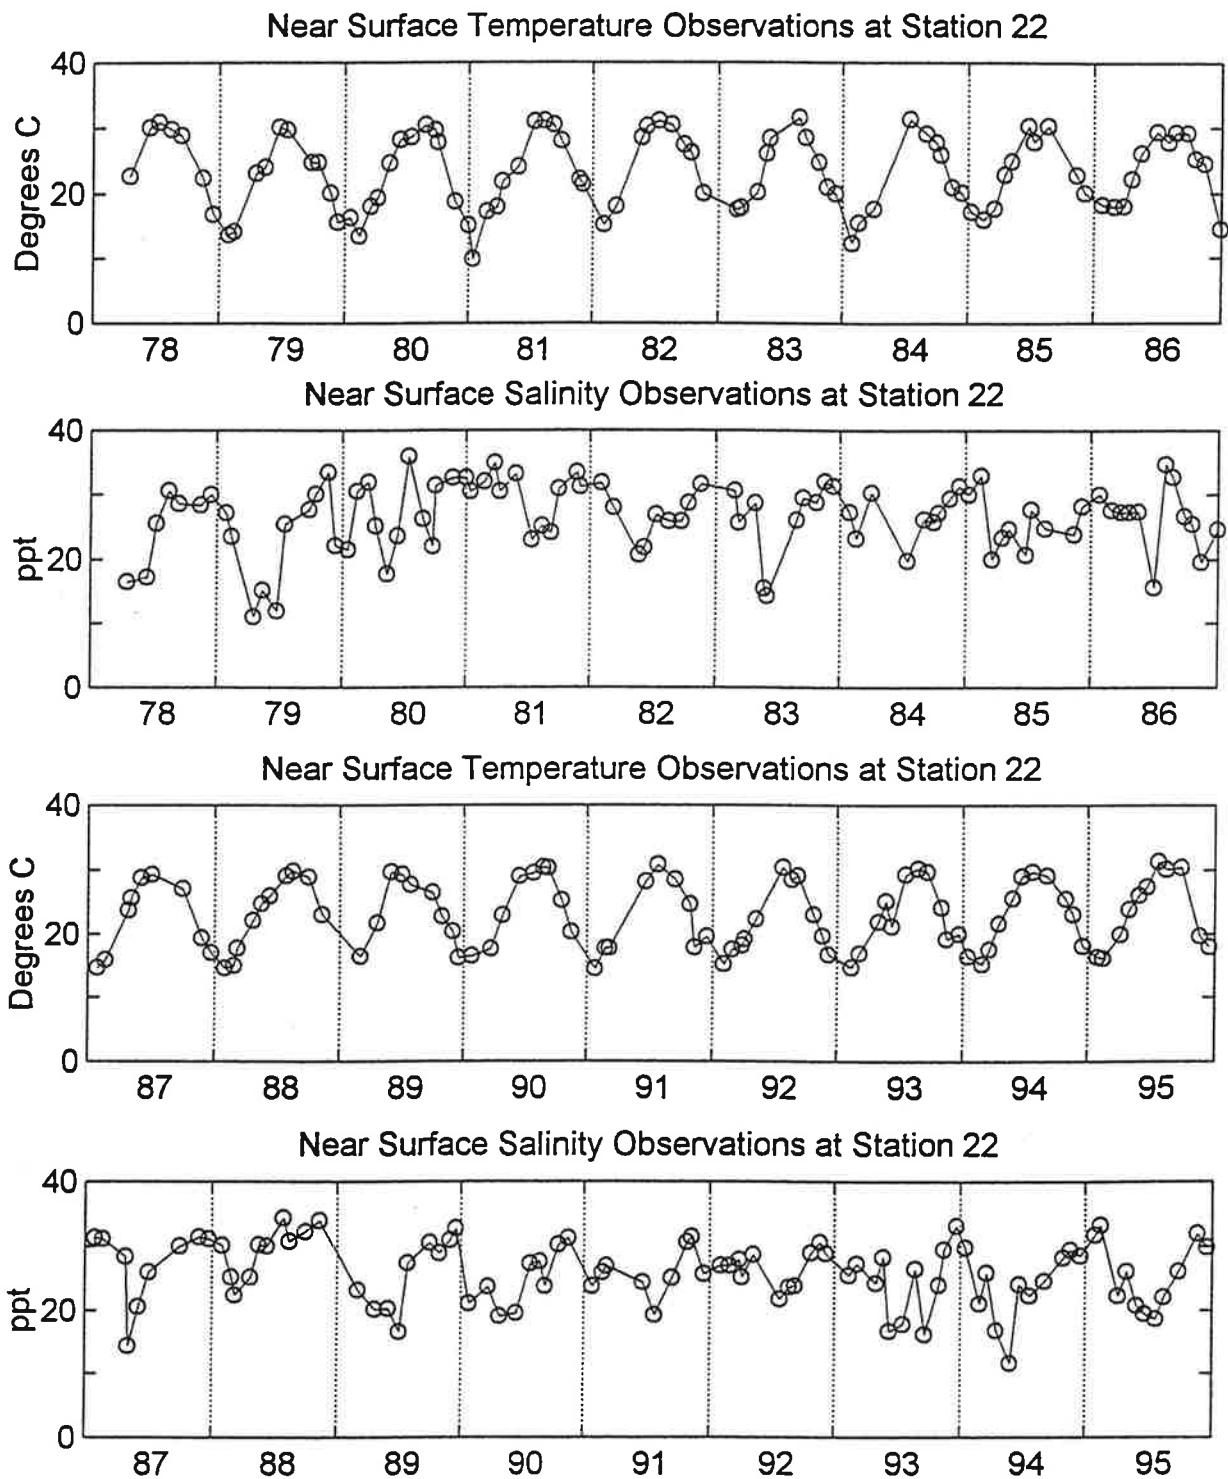 Near Surface Temperature Observations at Station 22
40
20
0
Degrees C
78 79 80 81 82 83 84 85 86
Near Surface Salinity Observations at Station 22
40
20
0
ppt
78 79 80 81 82 83 84 85 86
Near Surface Temperature Observations at Station 22
40
20
0
Degrees C
87 88 89 90 91 92 93 94 95
Near Surface Salinity Observations at Station 22
40
20
0
ppt
87 88 89 90 91 92 93 94 95